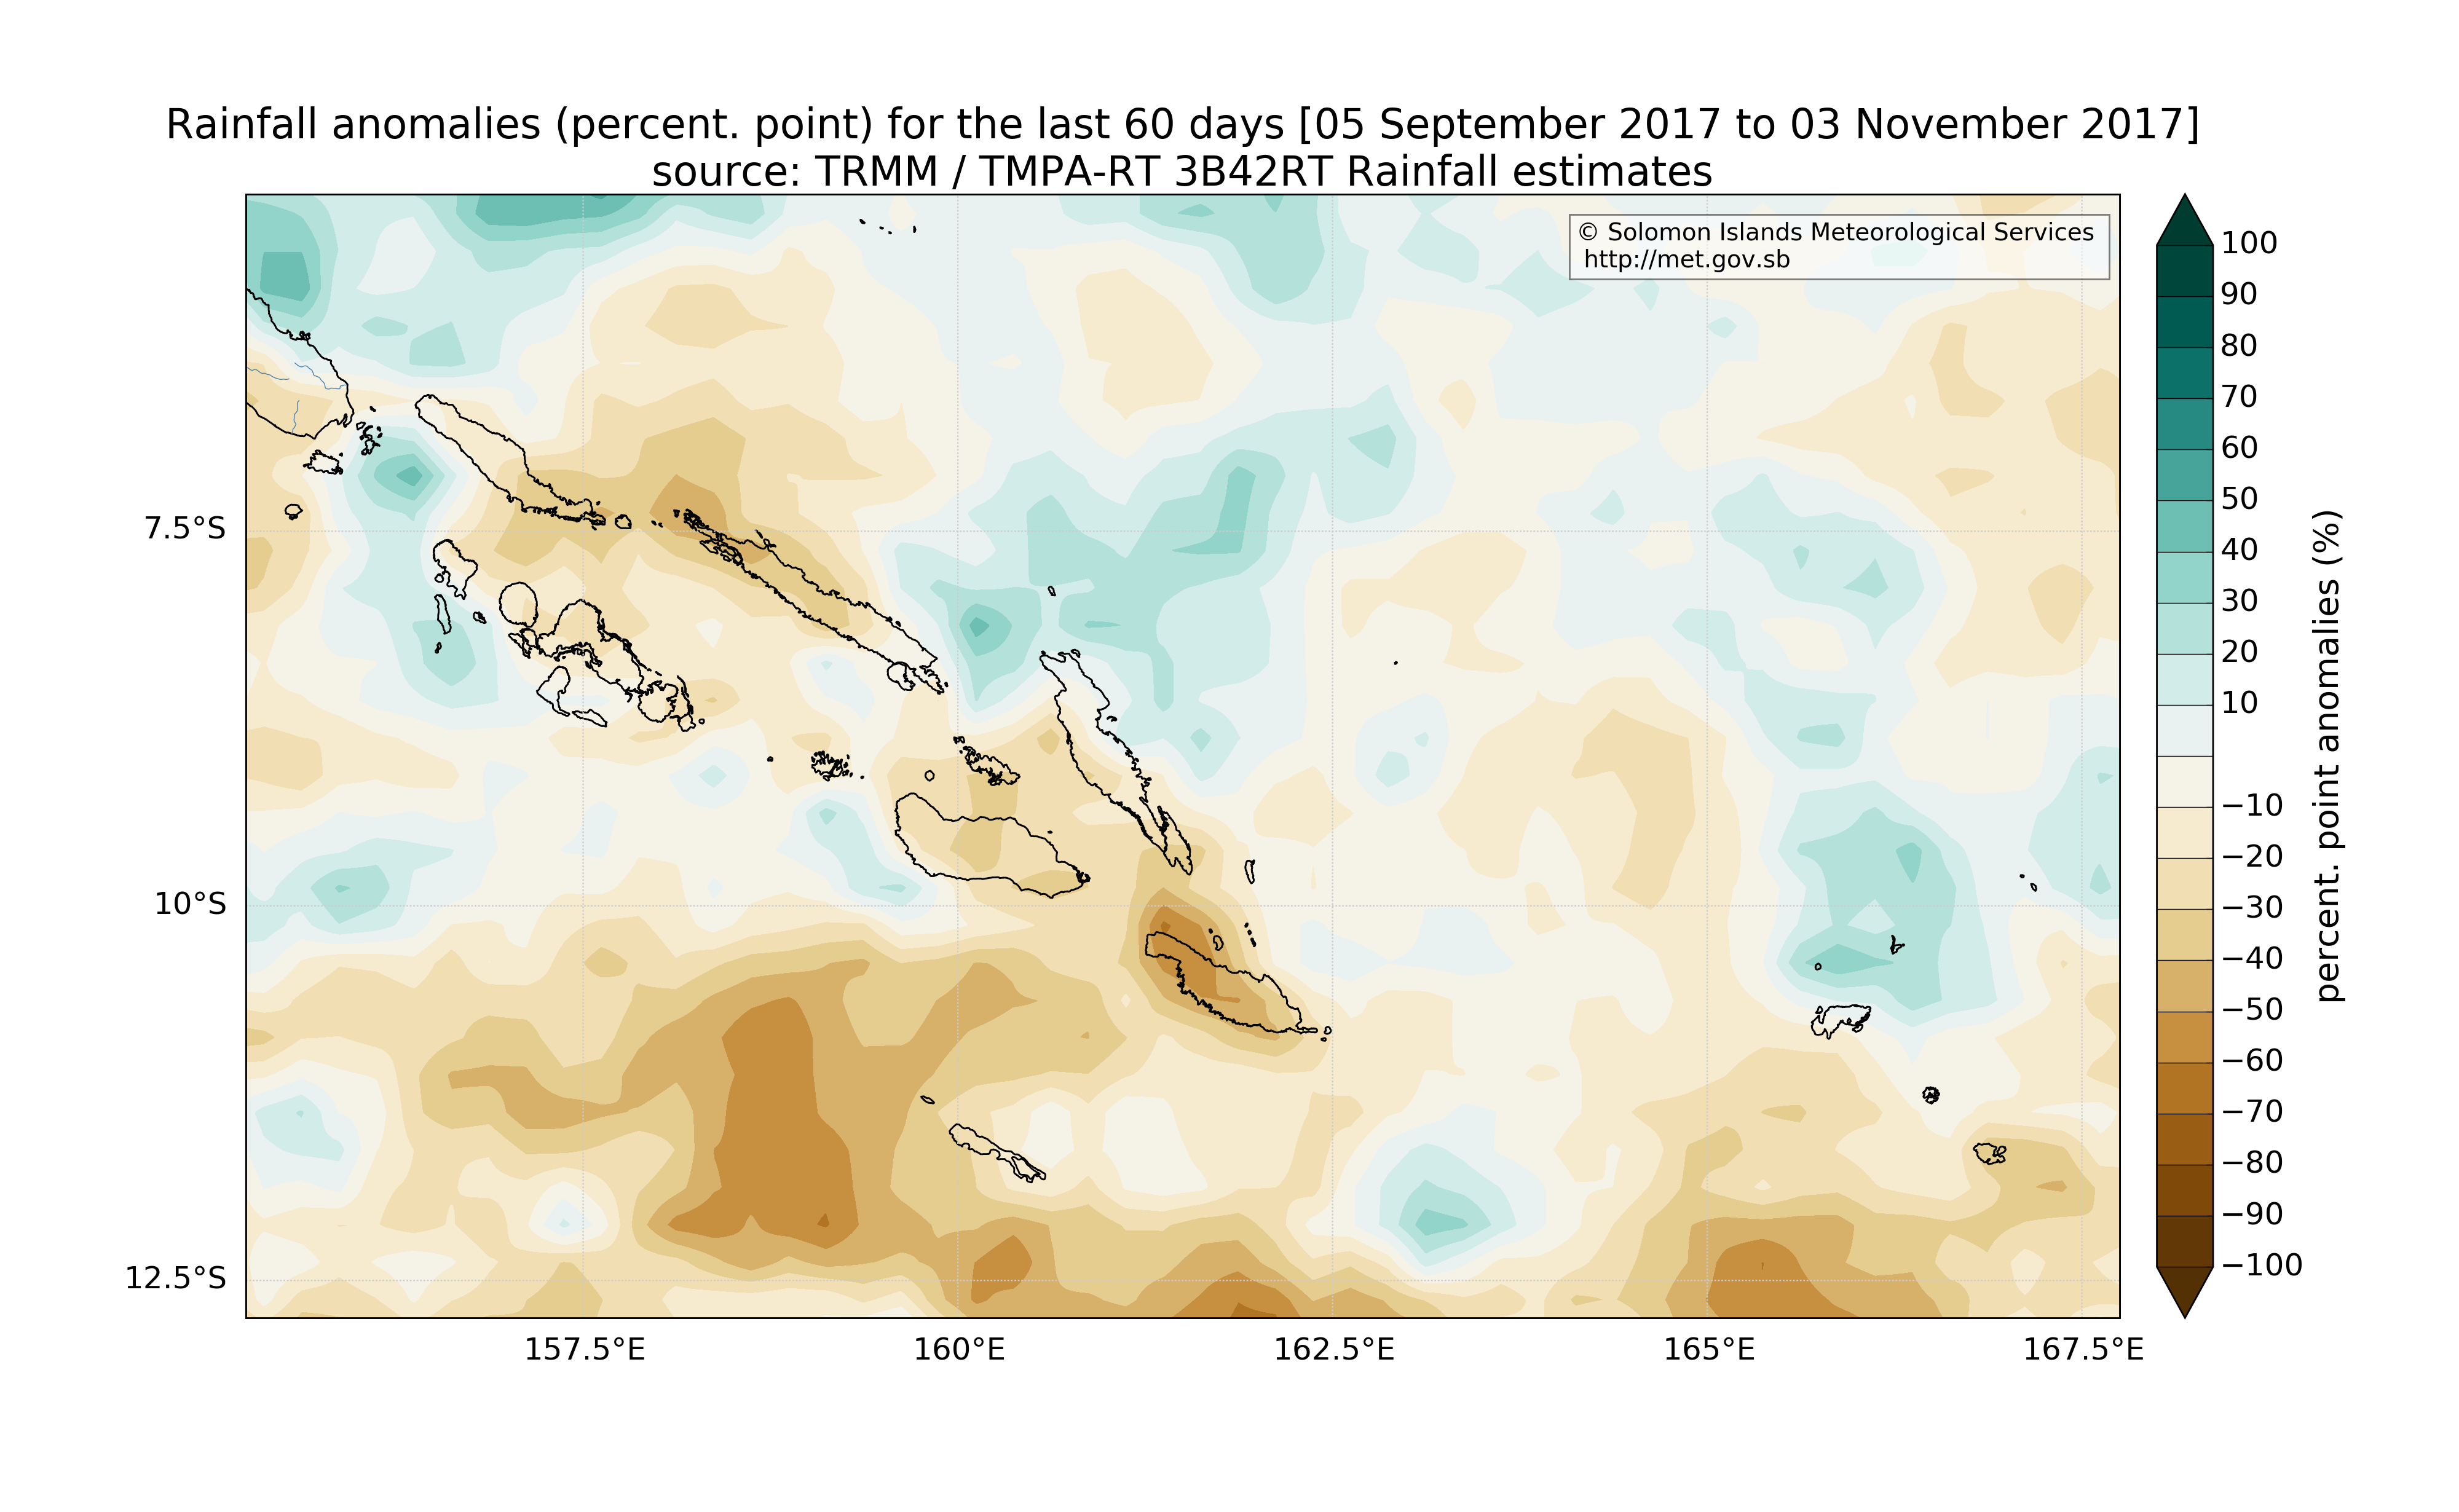 Rainfall anomalies (percent. point) for the last 60 days [05 September 2017 to 03 November 2017]
source: TRMM / TMPA-RT 3B42RT Rainfall estimates
© Solomon Islands Meteorological Services
http://met.gov.sb
7.5°S
10°S
12.5°S
157.5°E
160°E
162.5°E
165°E
167.5°E
100
90
80
70
60
50
40
30
20
10
−10
−20
−30
−40
−50
−60
−70
−80
−90
−100
percent. point anomalies (%)